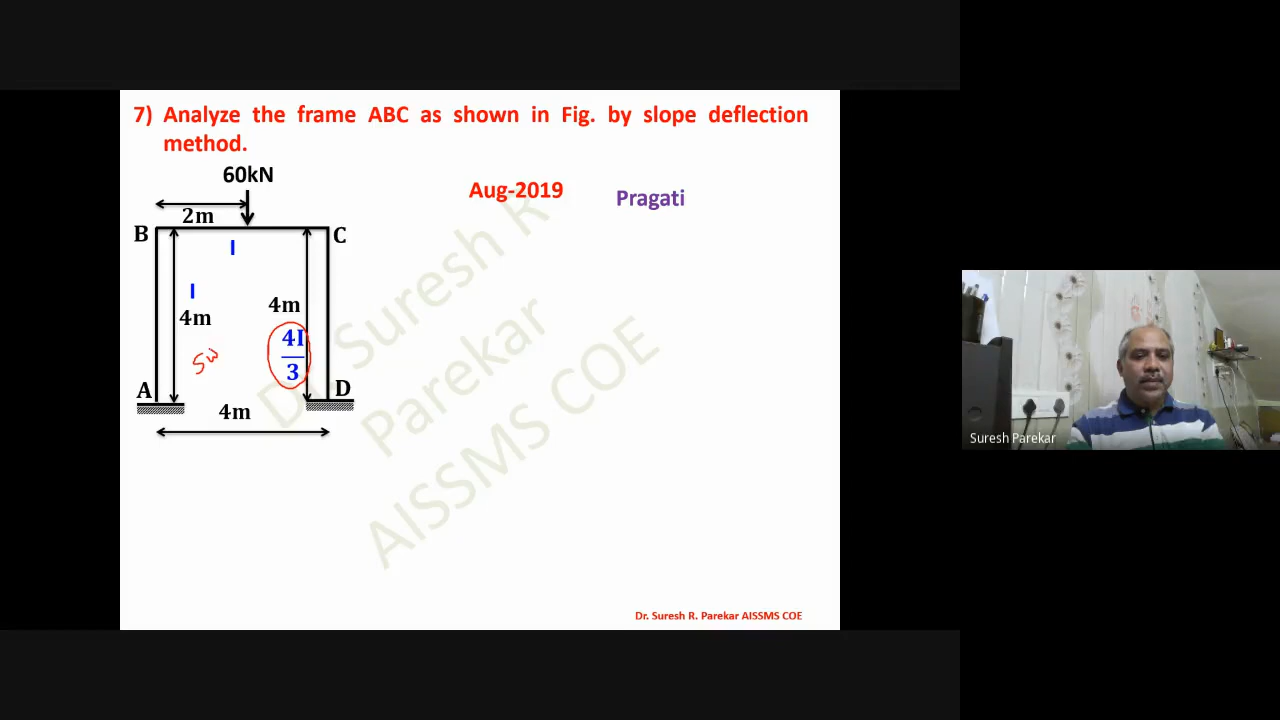 7) Analyze the frame ABC as shown in Fig. by slope deflection
method.
60kN
Aug-2019
Pragati
2m
B
C
I
I
4m
4m
4I
3
A
D
4m
Dr. Suresh R
Parekar
AISSMS COE
Dr. Suresh R. Parekar AISSMS COE
Suresh Parekar